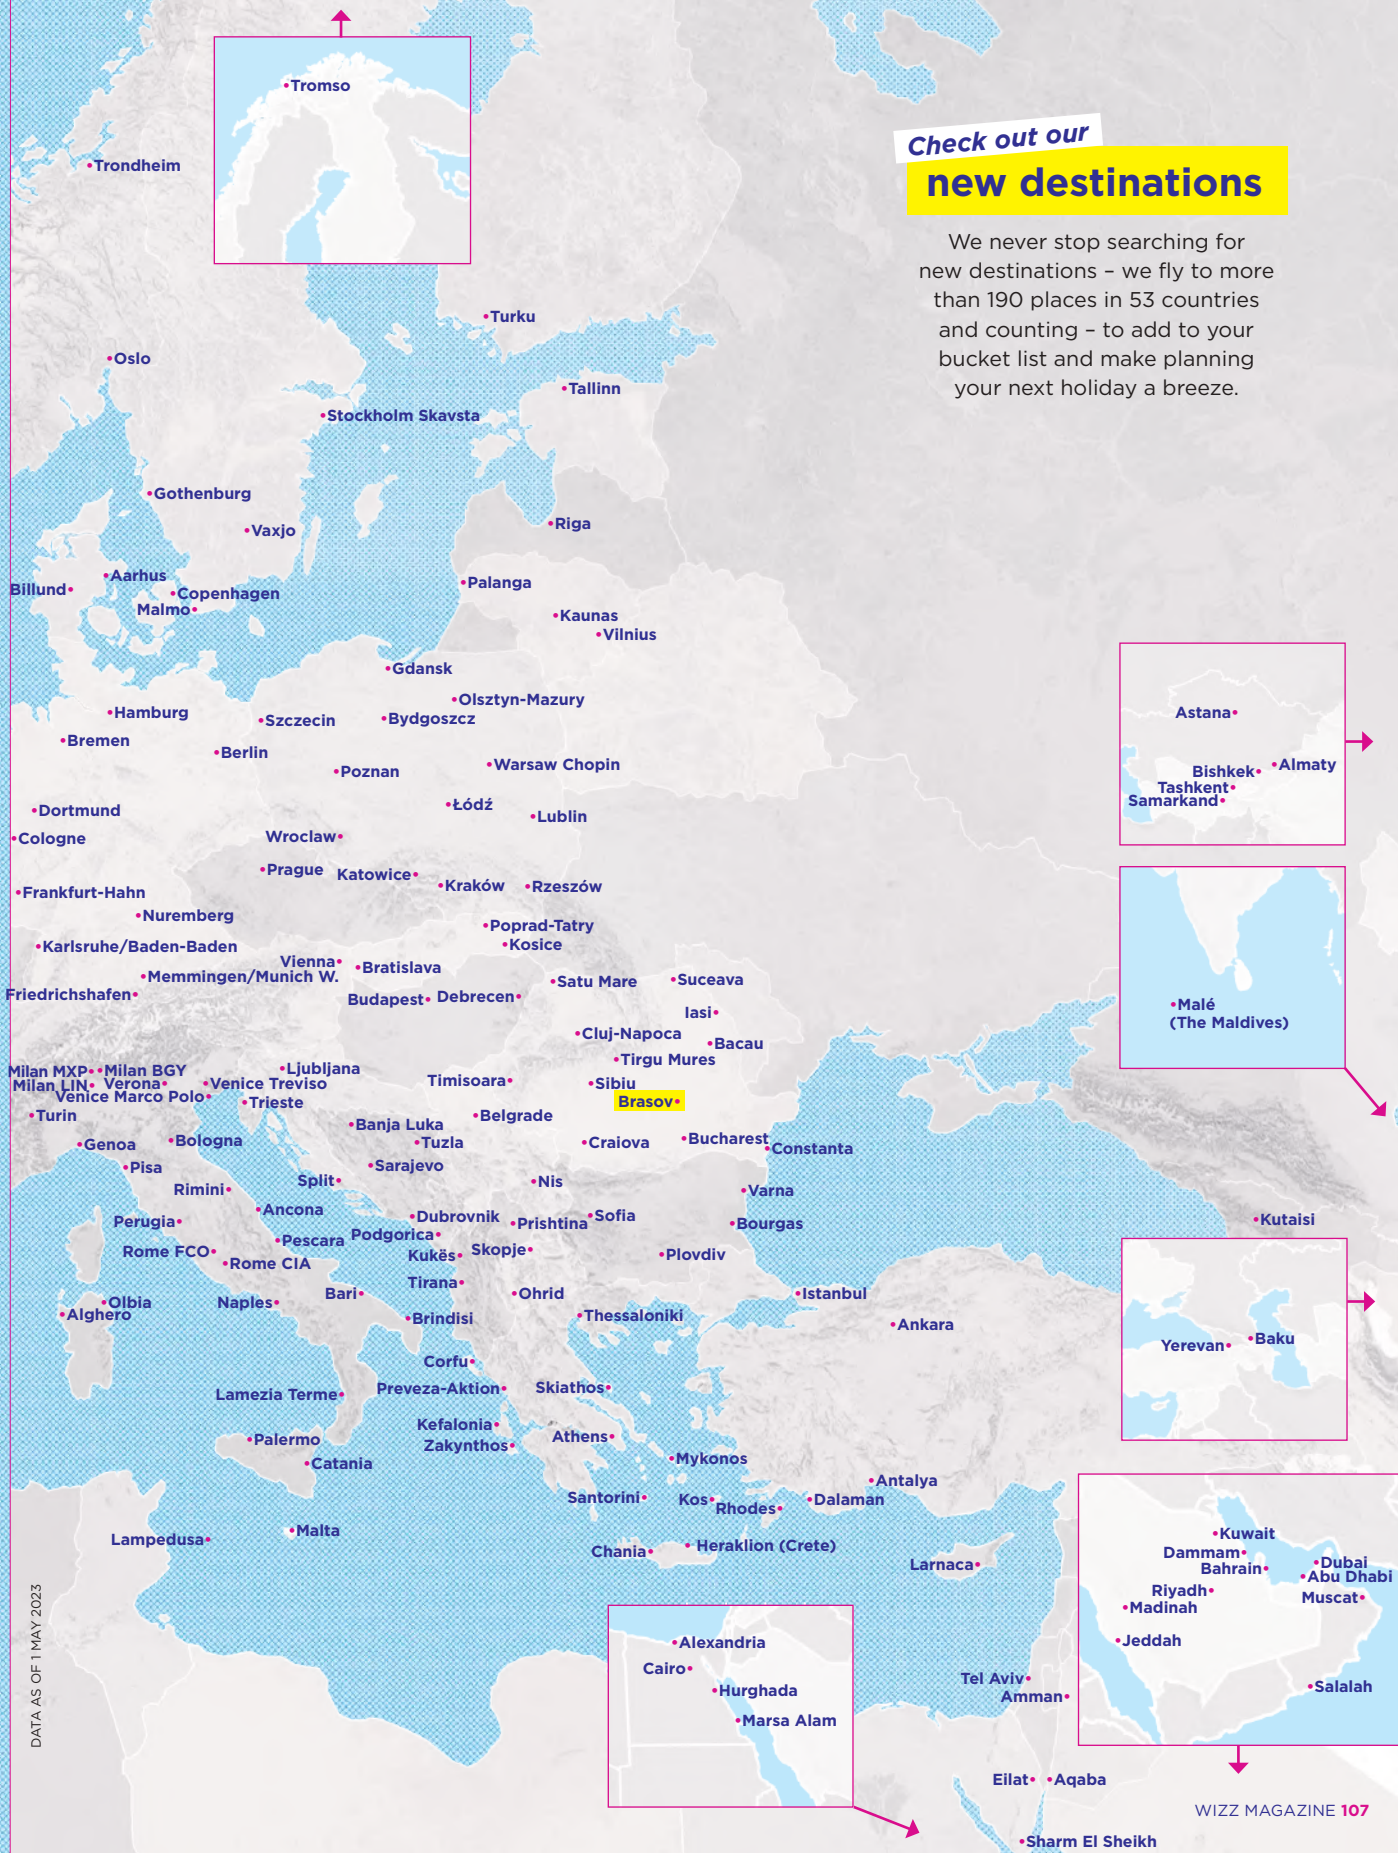 Tromso
Trondheim
Check out our
new destinations
We never stop searching for
new destinations – we fly to more
than 190 places in 53 countries
and counting – to add to your
bucket list and make planning
your next holiday a breeze.
Turku
Oslo
Tallinn
Stockholm Skavsta
Gothenburg
Vaxjo
Riga
Aarhus
Billund
Copenhagen
Malmo
Palanga
Kaunas
Vilnius
Gdansk
Olsztyn-Mazury
Hamburg
Szczecin
Bydgoszcz
Bremen
Berlin
Poznan
Warsaw Chopin
Łódź
Dortmund
Lublin
Cologne
Wroclaw
Prague
Katowice
Kraków
Rzeszów
Frankfurt-Hahn
Nuremberg
Poprad-Tatry
Karlsruhe/Baden-Baden
Kosice
Vienna
Bratislava
Memmingen/Munich W.
Friedrichshafen
Budapest
Debrecen
Satu Mare
Suceava
Iasi
Cluj-Napoca
Bacau
Tirgu Mures
Milan MXP
Milan BGY
Ljubljana
Milan LIN
Verona
Venice Treviso
Timisoara
Sibiu
Venice Marco Polo
Trieste
Brasov
Turin
Banja Luka
Belgrade
Genoa
Bologna
Tuzla
Craiova
Bucharest
Constanta
Pisa
Sarajevo
Rimini
Split
Nis
Varna
Ancona
Perugia
Dubrovnik
Prishtina
Sofia
Bourgas
Pescara
Podgorica
Rome FCO
Kukës
Skopje
Plovdiv
Rome CIA
Tirana
Olbia
Naples
Bari
Ohrid
Istanbul
Alghero
Brindisi
Thessaloniki
Ankara
Corfu
Lamezia Terme
Preveza-Aktion
Skiathos
Kefalonia
Palermo
Zakynthos
Athens
Catania
Mykonos
Antalya
Santorini
Kos
Rhodes
Dalaman
Lampedusa
Malta
Chania
Heraklion (Crete)
Larnaca
Astana
Bishkek
Almaty
Tashkent
Samarkand
Malé
(The Maldives)
Kutaisi
Yerevan
Baku
Kuwait
Dammam
Bahrain
Dubai
Abu Dhabi
Riyadh
Muscat
Madinah
Jeddah
Salalah
Alexandria
Cairo
Hurghada
Marsa Alam
Tel Aviv
Amman
Eilat
Aqaba
Sharm El Sheikh
DATA AS OF 1 MAY 2023
WIZZ MAGAZINE 107